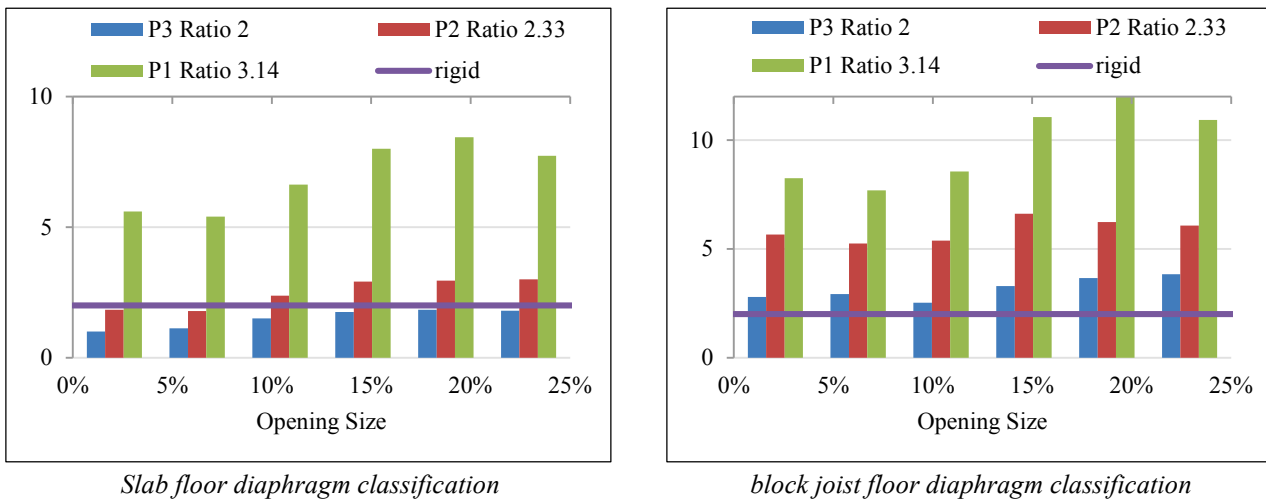 P3 Ratio 2
P2 Ratio 2.33
P1 Ratio 3.14
rigid
10
5
0
0% 5% 10% 15% 20% 25%
Opening Size
Slab floor diaphragm classification
P3 Ratio 2
P2 Ratio 2.33
P1 Ratio 3.14
rigid
10
5
0
0% 5% 10% 15% 20% 25%
Opening Size
block joist floor diaphragm classification